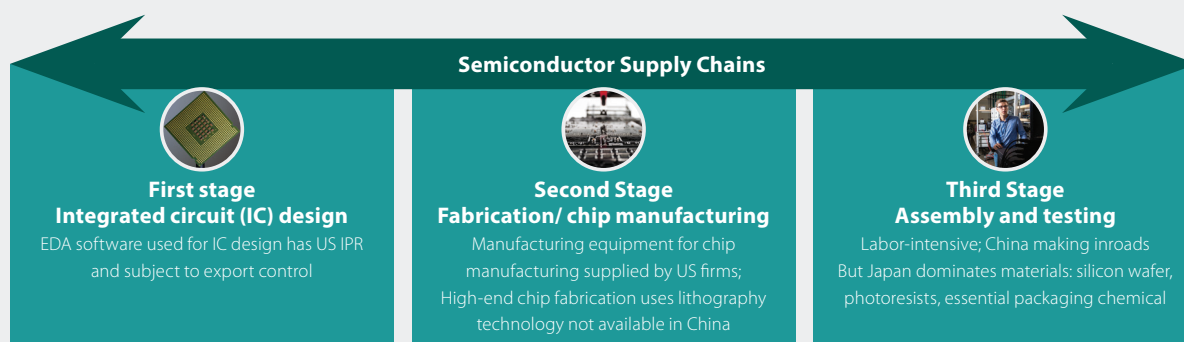 Semiconductor Supply Chains
First stage
Integrated circuit (IC) design
EDA software used for IC design has US IPR
and subject to export control
Second Stage
Fabrication/ chip manufacturing
Manufacturing equipment for chip
manufacturing supplied by US firms;
High-end chip fabrication uses lithography
technology not available in China
Third Stage
Assembly and testing
Labor-intensive; China making inroads
But Japan dominates materials: silicon wafer,
photoresists, essential packaging chemical